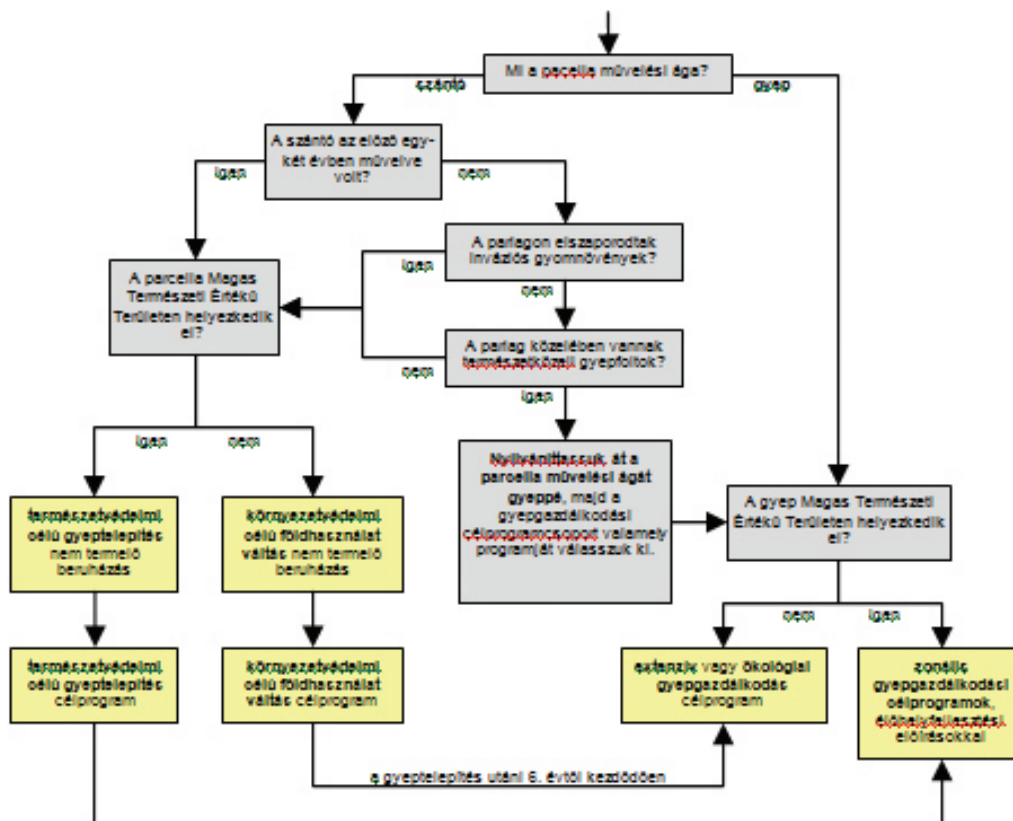 Mi a pacella művelési ága?
szántó
gyep
A szántó az előző egy-
két évben művelve
volt?
igen
nem
A parlagon elszaporodtak
inváziós gyomnövények?
igen
nem
A parcella Magas
Természeti Értékű
Területen helyezkedik
el?
A parlag közelében vannak
természetközeli gyepfoltok?
nem
igen
igen
nem
Nyilváníttassuk át a
parcella művelési ágát
gyeppé, majd a
gyepgazdálkodási
célprogramcsoport valamely
programját válasszuk ki.
A gyep Magas Természeti
Értékű Területen helyezkedik
el?
természetvédelmi
célú gyeptelepítés
nem termelő
beruházás
környezetvédelmi
célú földhasználat
váltás nem termelő
beruházás
nem
igen
természetvédelmi
célú gyeptelepítés
célprogram
környezetvédelmi
célú földhasználat
váltás célprogram
extenzív vagy ökológiai
gyepgazdálkodás
célprogram
zonális
gyepgazdálkodási
célprogramok,
élőhelyfejlesztési
előírásokkal
a gyeptelepítés utáni 6. évtől kezdődően